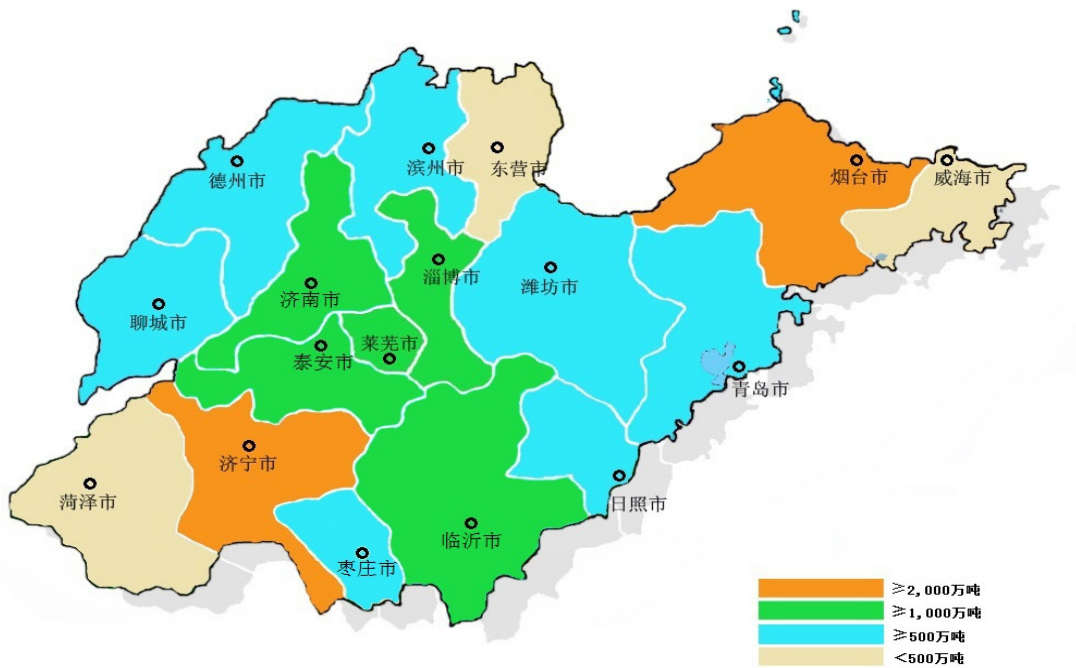 德州市
滨州市
东营市
烟台市
威海市
聊城市
济南市
淄博市
潍坊市
泰安市
莱芜市
青岛市
济宁市
菏泽市
日照市
枣庄市
临沂市
≥2,000万吨
≥1,000万吨
≥500万吨
<500万吨